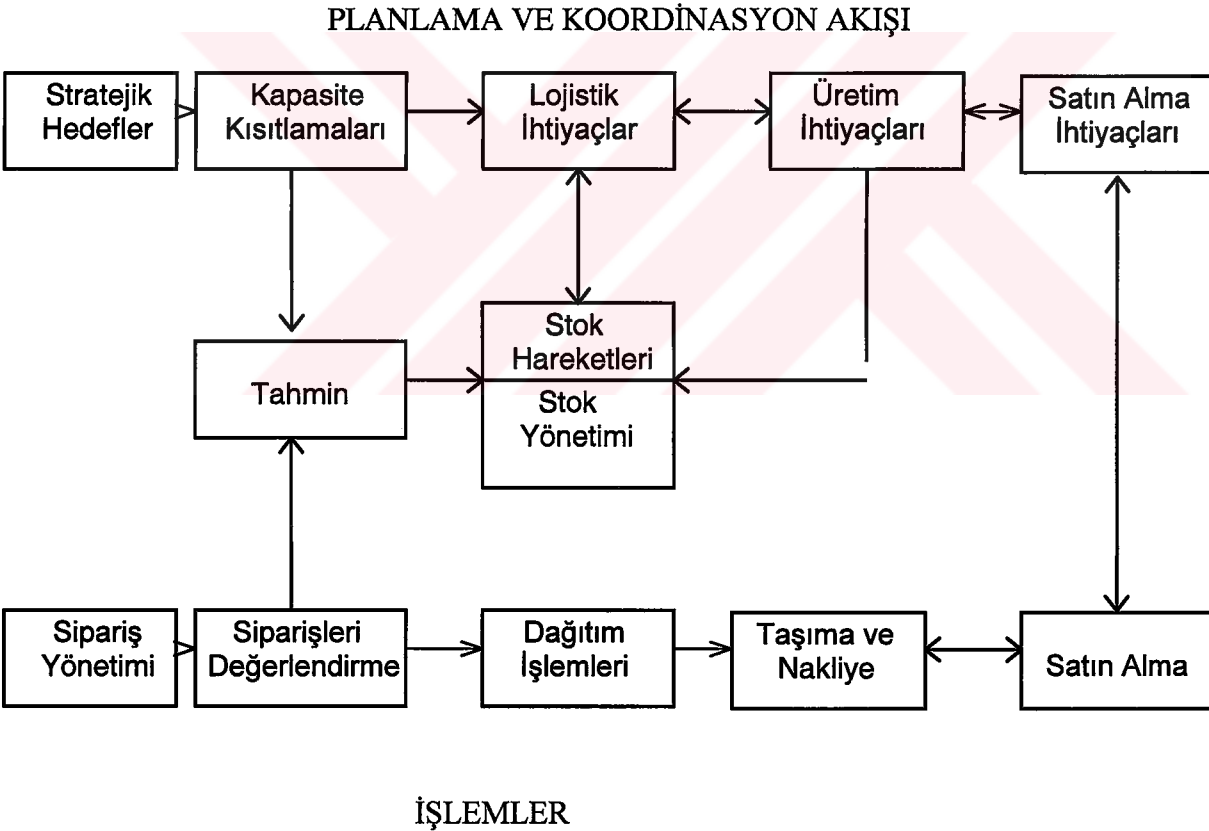 PLANLAMA VE KOORDİNASYON AKIŞI
Stratejik
Hedefler
Kapasite
Kısıtlamaları
Lojistik
İhtiyaçlar
Üretim
İhtiyaçları
Satın Alma
İhtiyaçları
Tahmin
Stok
Hareketleri
Stok
Yönetimi
Sipariş
Yönetimi
Siparişleri
Değerlendirme
Dağıtım
İşlemleri
Taşıma ve
Nakliye
Satın Alma
İŞLEMLER